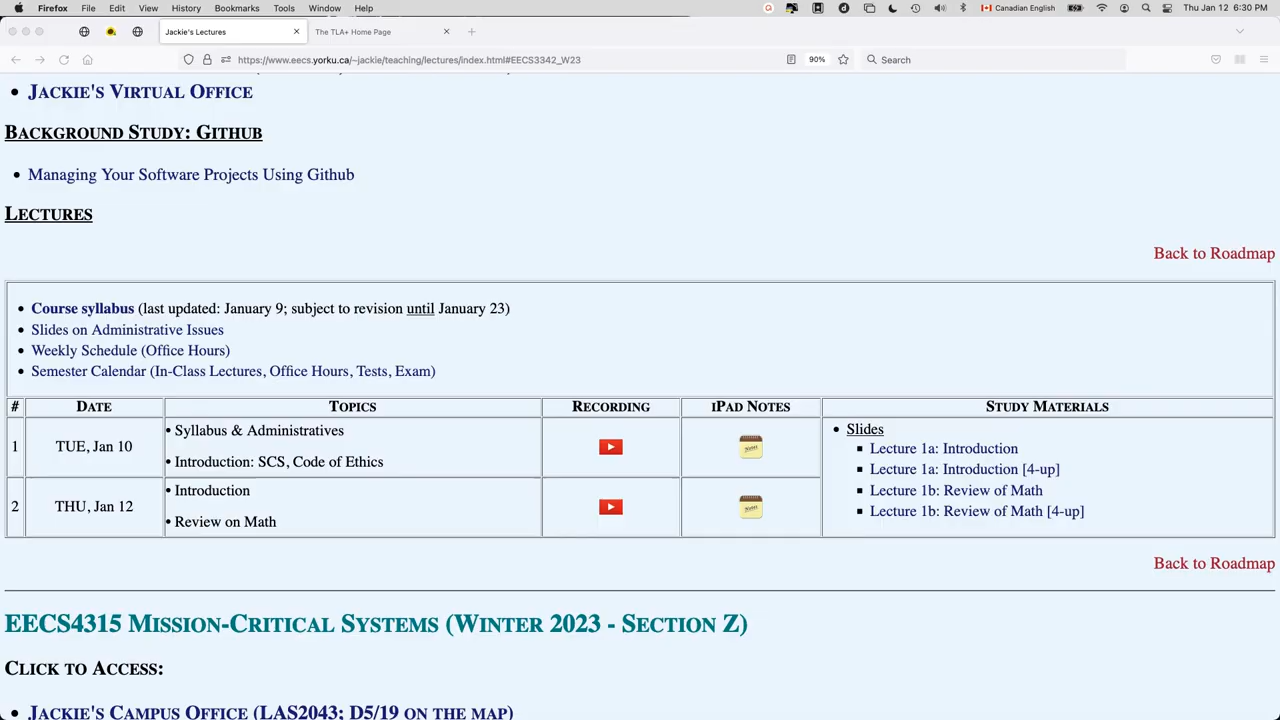 Firefox File Edit View History Bookmarks Tools Window Help Canadian English Thu Jan 12 6:30 PM
Jackie's Lectures The TLA+ Home Page
https://www.eecs.yorku.ca/~jackie/teaching/lectures/index.html#EECS3342_W23 90% Search
• JACKIE'S VIRTUAL OFFICE
BACKGROUND STUDY: GITHUB
• Managing Your Software Projects Using Github
LECTURES
Back to Roadmap
• Course syllabus (last updated: January 9; subject to revision until January 23)
• Slides on Administrative Issues
• Weekly Schedule (Office Hours)
• Semester Calendar (In-Class Lectures, Office Hours, Tests, Exam)
# DATE TOPICS RECORDING IPAD NOTES STUDY MATERIALS
1 TUE, Jan 10
• Syllabus & Administratives
• Introduction: SCS, Code of Ethics
2 THU, Jan 12
• Introduction
• Review on Math
• Slides
▪ Lecture 1a: Introduction
▪ Lecture 1a: Introduction [4-up]
▪ Lecture 1b: Review of Math
▪ Lecture 1b: Review of Math [4-up]
Back to Roadmap
EECS4315 MISSION-CRITICAL SYSTEMS (WINTER 2023 - SECTION Z)
CLICK TO ACCESS:
• JACKIE'S CAMPUS OFFICE (LAS2043; D5/19 ON THE MAP)